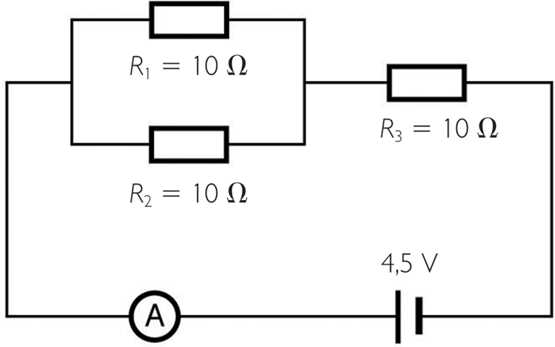 R₁ = 10 Ω
R₃ = 10 Ω
R₂ = 10 Ω
4,5 V
A